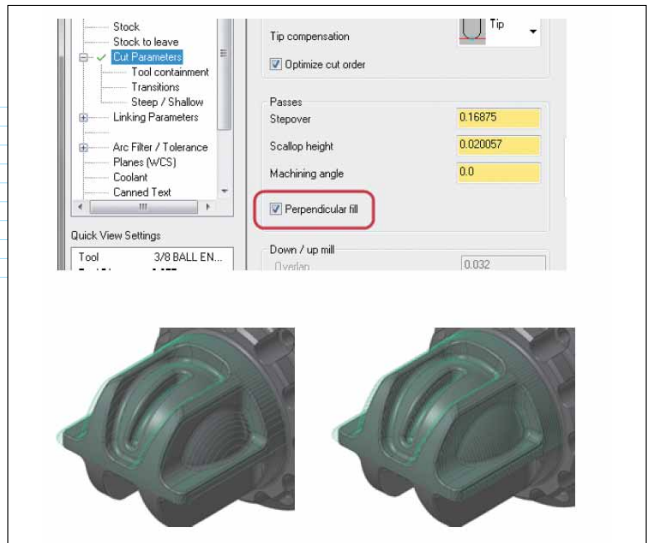 Stock
Stock to leave
Cut Parameters
Tool containment
Transitions
Steep / Shallow
Linking Parameters
Arc Filter / Tolerance
Planes (WCS)
Coolant
Canned Text
Quick View Settings
Tool 3/8 BALL EN...
Tip compensation Tip
Optimize cut order
Passes
Stepover 0.16875
Scallop height 0.020057
Machining angle 0.0
Perpendicular fill
Down / up mill
Overlap 0.032